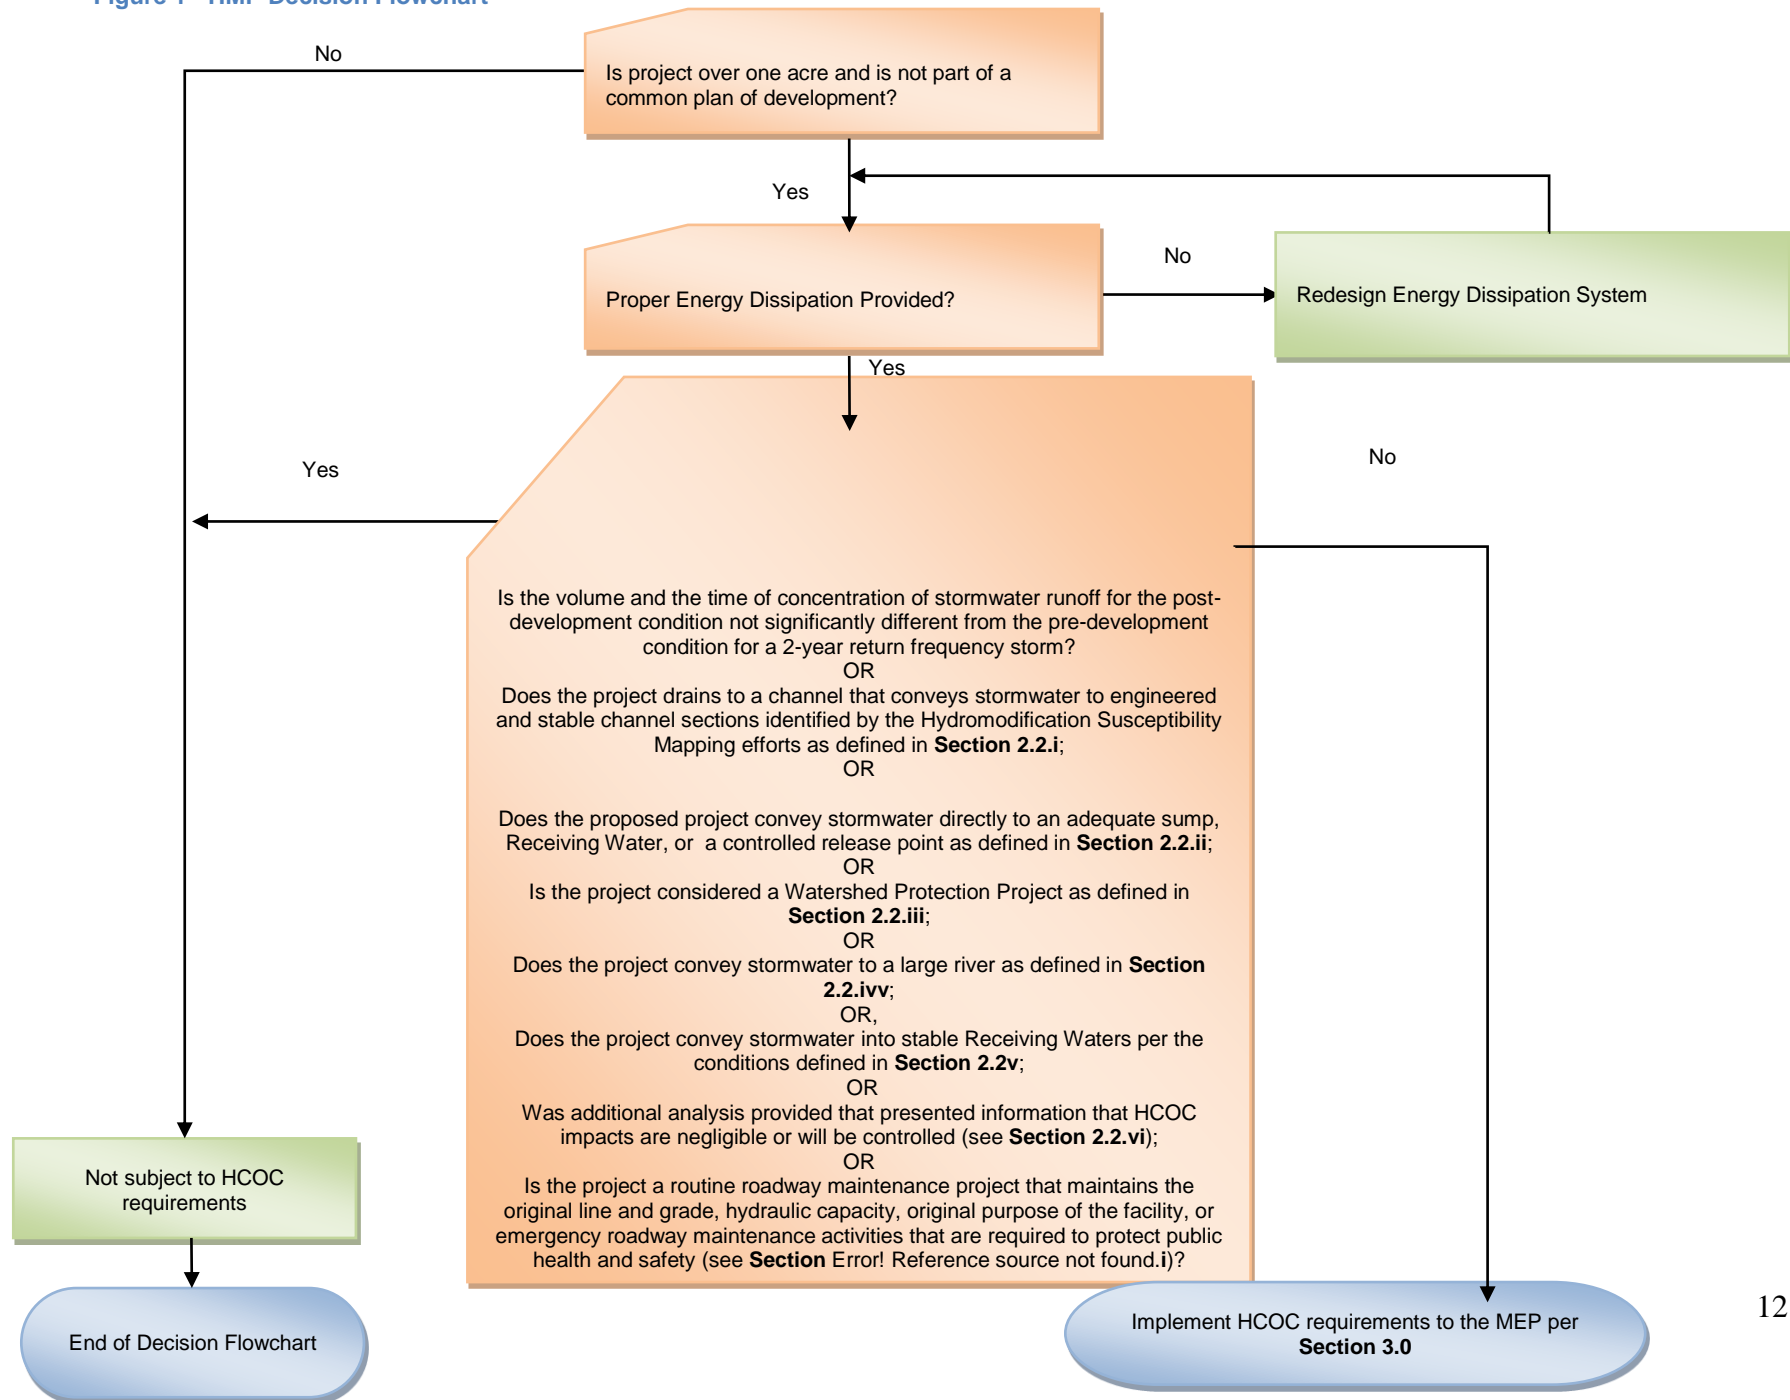 No
Is project over one acre and is not part of a
common plan of development?
Yes
Proper Energy Dissipation Provided?
No
Redesign Energy Dissipation System
Yes
Yes
No
Is the volume and the time of concentration of stormwater runoff for the post-
development condition not significantly different from the pre-development
condition for a 2-year return frequency storm?
OR
Does the project drains to a channel that conveys stormwater to engineered
and stable channel sections identified by the Hydromodification Susceptibility
Mapping efforts as defined in Section 2.2.i;
OR
Does the proposed project convey stormwater directly to an adequate sump,
Receiving Water, or a controlled release point as defined in Section 2.2.ii;
OR
Is the project considered a Watershed Protection Project as defined in
Section 2.2.iii;
OR
Does the project convey stormwater to a large river as defined in Section
2.2.ivv;
OR,
Does the project convey stormwater into stable Receiving Waters per the
conditions defined in Section 2.2v;
OR
Was additional analysis provided that presented information that HCOC
impacts are negligible or will be controlled (see Section 2.2.vi);
OR
Is the project a routine roadway maintenance project that maintains the
original line and grade, hydraulic capacity, original purpose of the facility, or
emergency roadway maintenance activities that are required to protect public
health and safety (see Section Error! Reference source not found.i)?
Not subject to HCOC
requirements
End of Decision Flowchart
Implement HCOC requirements to the MEP per
Section 3.0
12